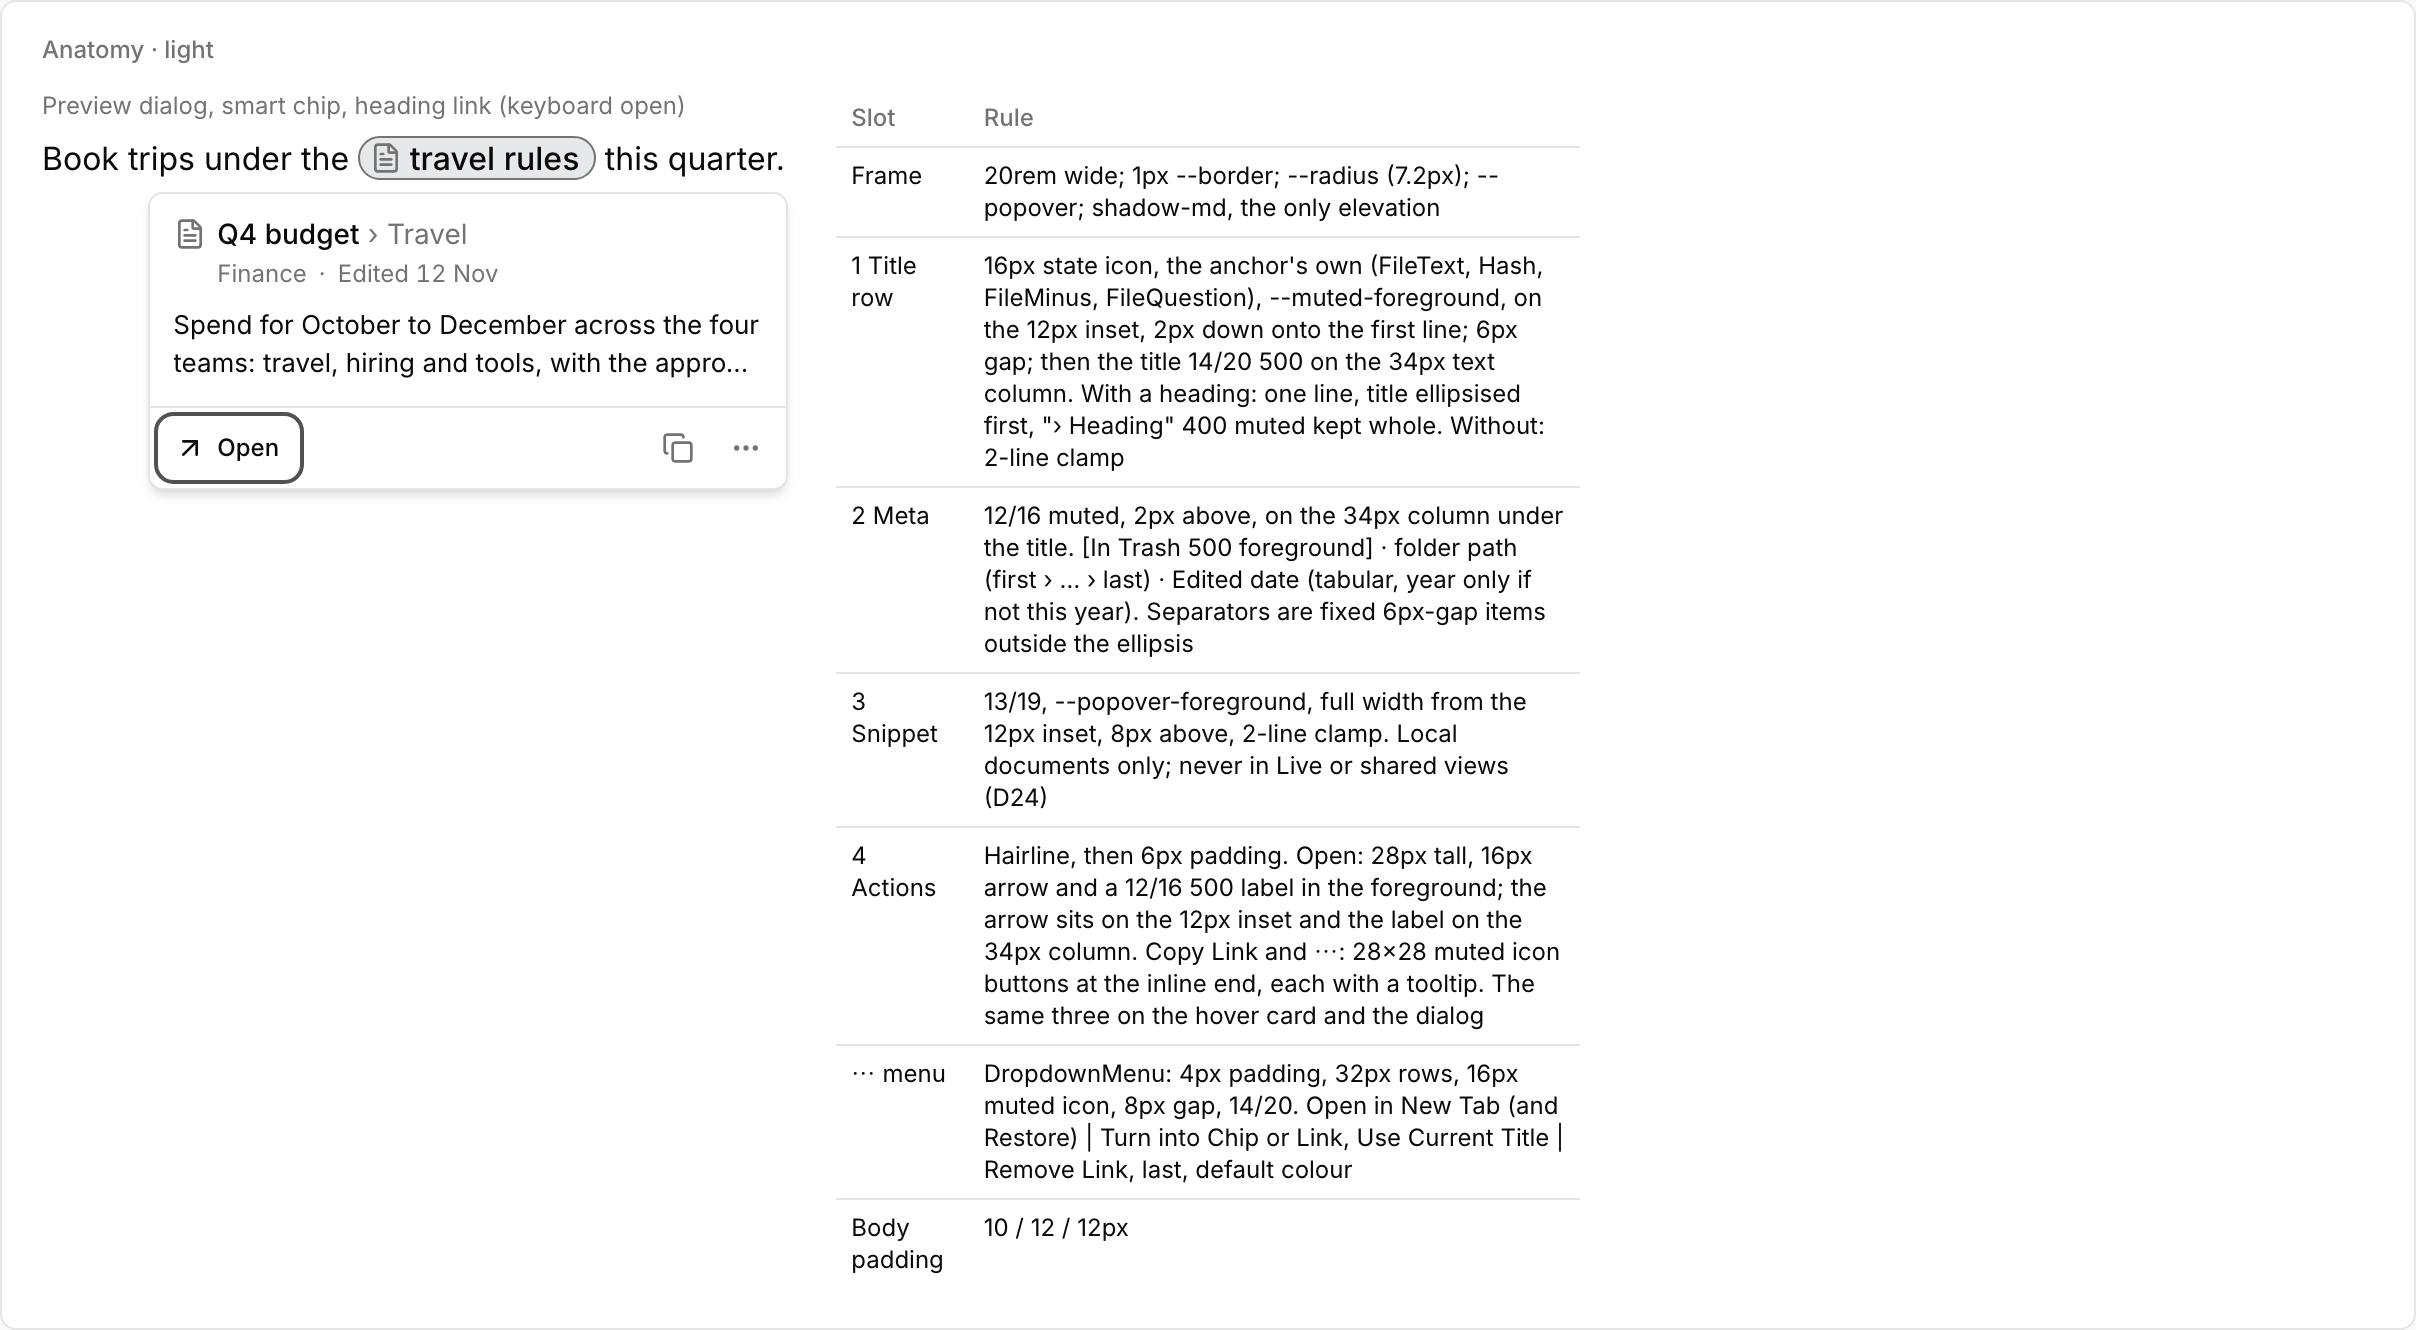 Anatomy · light
Preview dialog, smart chip, heading link (keyboard open)
Book trips under the travel rules this quarter.
Q4 budget › Travel
Finance · Edited 12 Nov
Spend for October to December across the four
teams: travel, hiring and tools, with the appro...
Open
Slot Rule
Frame 20rem wide; 1px --border; --radius (7.2px); --
popover; shadow-md, the only elevation
1 Title 16px state icon, the anchor's own (FileText, Hash,
row FileMinus, FileQuestion), --muted-foreground, on
the 12px inset, 2px down onto the first line; 6px
gap; then the title 14/20 500 on the 34px text
column. With a heading: one line, title ellipsised
first, "› Heading" 400 muted kept whole. Without:
2-line clamp
2 Meta 12/16 muted, 2px above, on the 34px column under
the title. [In Trash 500 foreground] · folder path
(first › ... › last) · Edited date (tabular, year only if
not this year). Separators are fixed 6px-gap items
outside the ellipsis
3 13/19, --popover-foreground, full width from the
Snippet 12px inset, 8px above, 2-line clamp. Local
documents only; never in Live or shared views
(D24)
4 Hairline, then 6px padding. Open: 28px tall, 16px
Actions arrow and a 12/16 500 label in the foreground; the
arrow sits on the 12px inset and the label on the
34px column. Copy Link and ⋯: 28×28 muted icon
buttons at the inline end, each with a tooltip. The
same three on the hover card and the dialog
⋯ menu DropdownMenu: 4px padding, 32px rows, 16px
muted icon, 8px gap, 14/20. Open in New Tab (and
Restore) | Turn into Chip or Link, Use Current Title |
Remove Link, last, default colour
Body 10 / 12 / 12px
padding